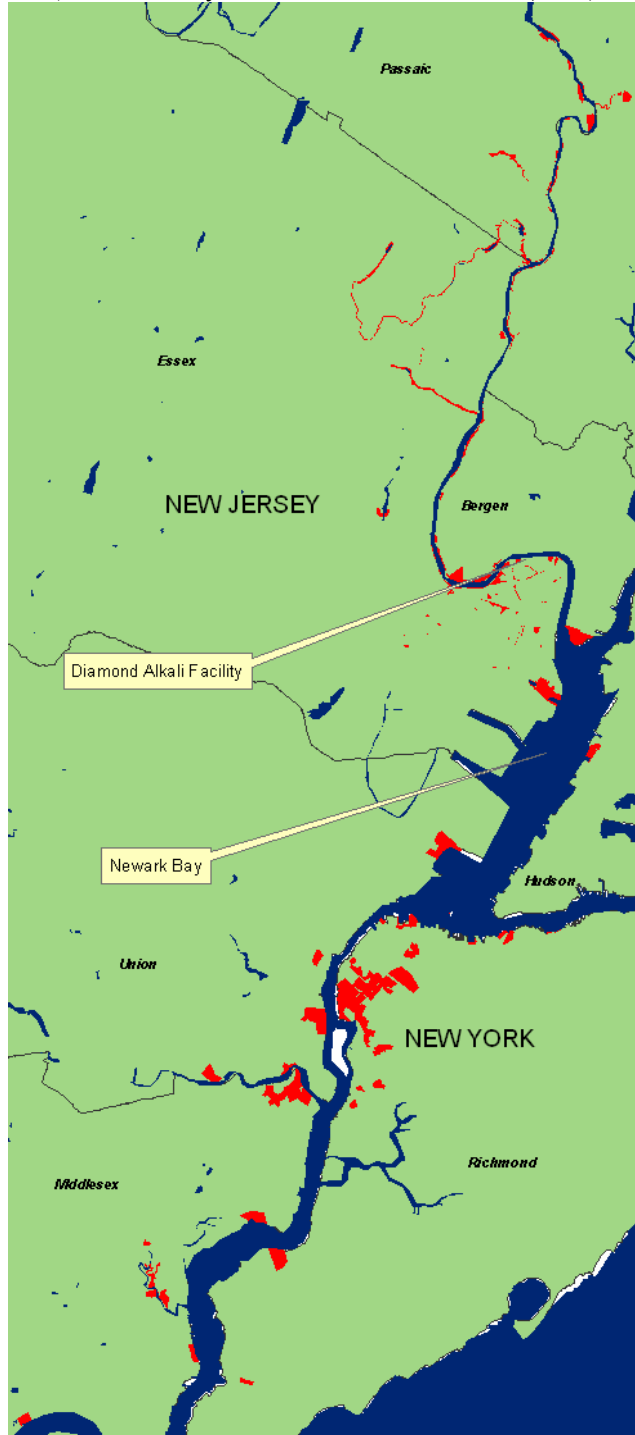 Passaic
Essex
NEW JERSEY
Bergen
Diamond Alkali Facility
Newark Bay
Hudson
Union
NEW YORK
Richmond
Middlesex